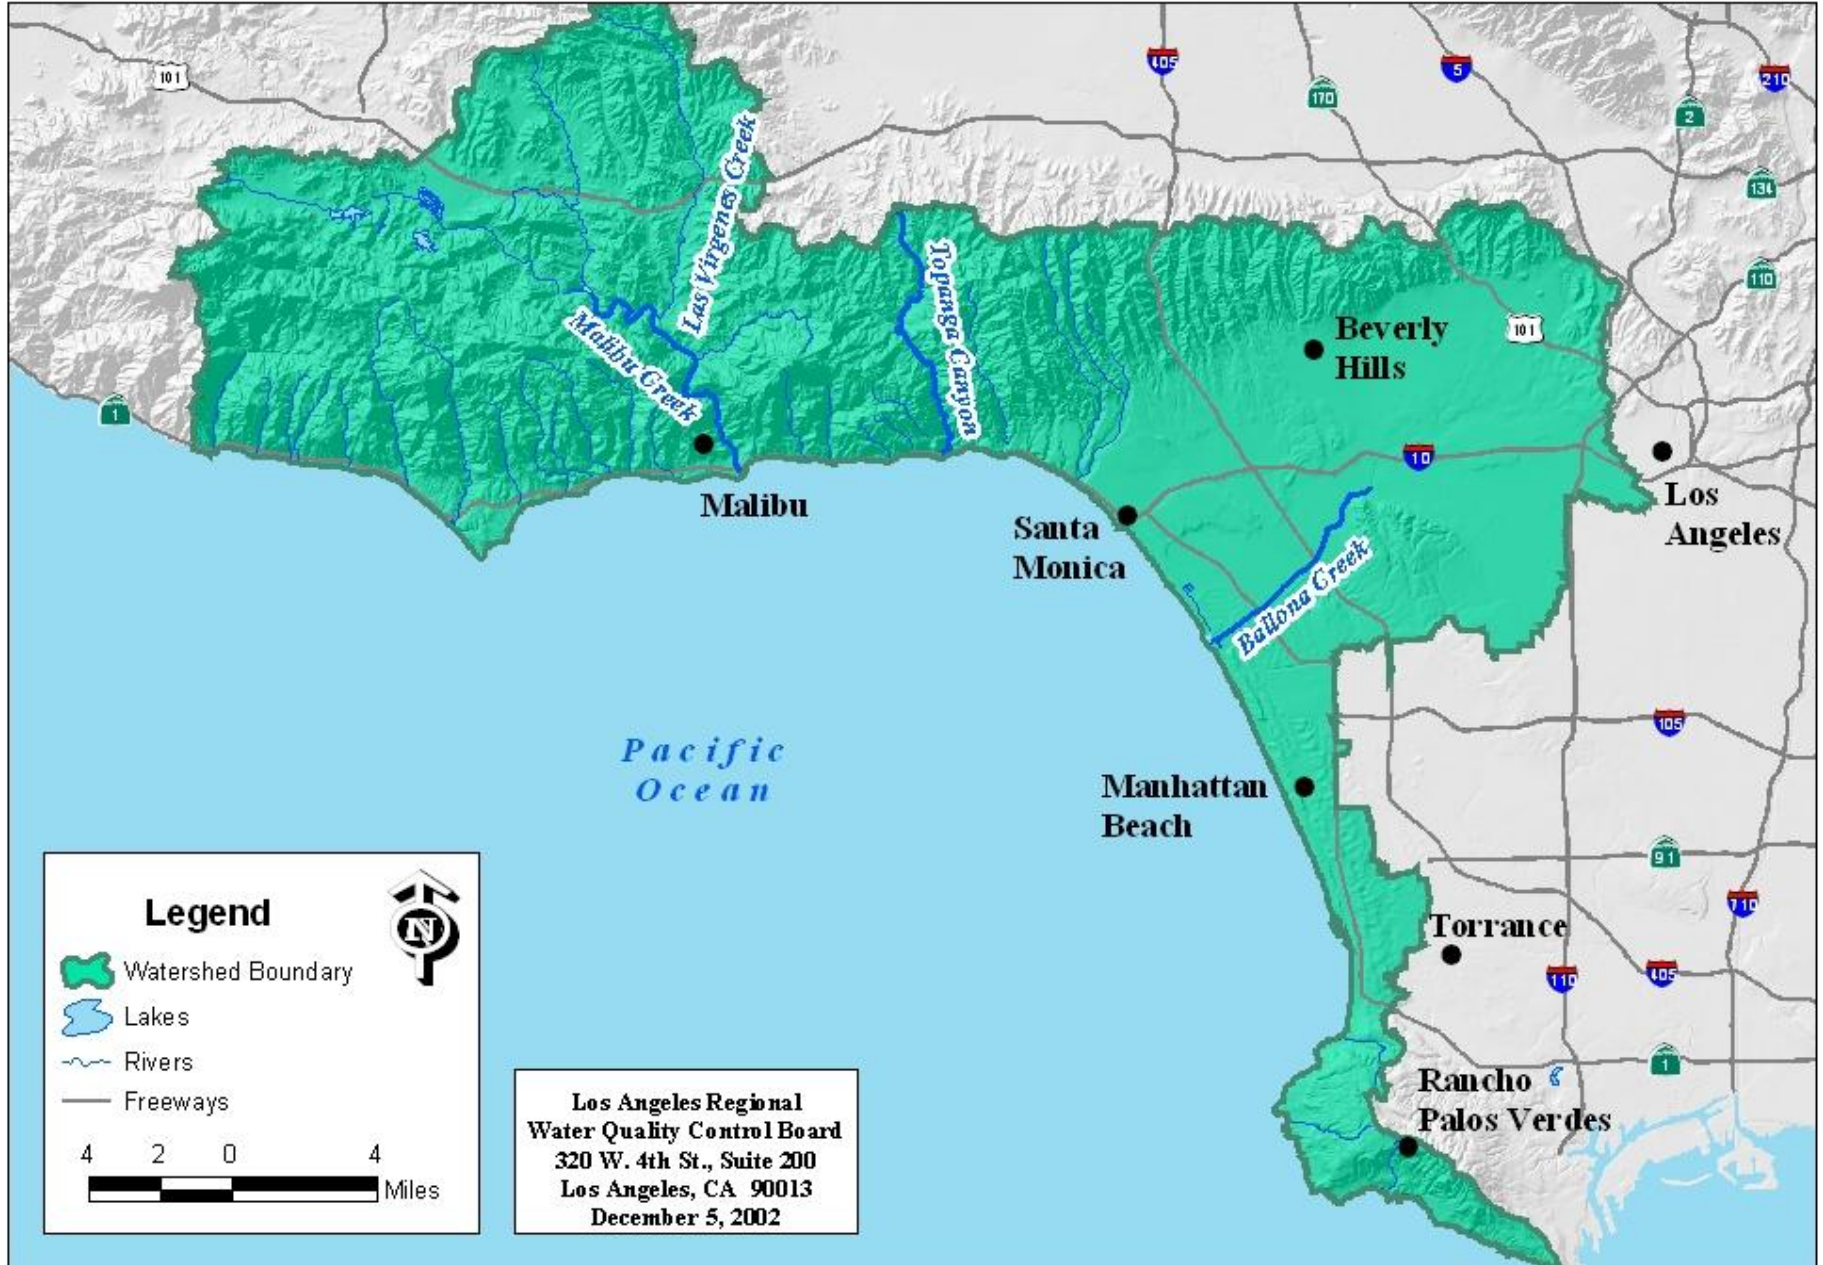 101
405
5
210
170
2
134
110
Las Virgenes Creek
Topanga Canyon
Malibu Creek
Beverly
Hills
101
1
10
Malibu
Santa
Monica
Los
Angeles
Ballona Creek
Pacific
Ocean
105
Manhattan
Beach
91
710
Torrance
110
405
1
Rancho
Palos Verdes
Legend
N
Watershed Boundary
Lakes
Rivers
Freeways
4 2 0 4
Miles
Los Angeles Regional
Water Quality Control Board
320 W. 4th St., Suite 200
Los Angeles, CA 90013
December 5, 2002